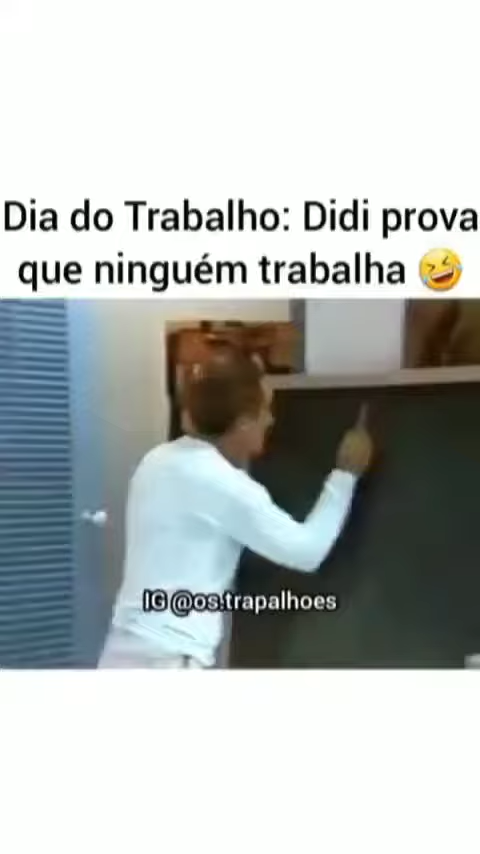 Dia do Trabalho: Didi prova
que ninguém trabalha 🤣
IG @os.trapalhoes